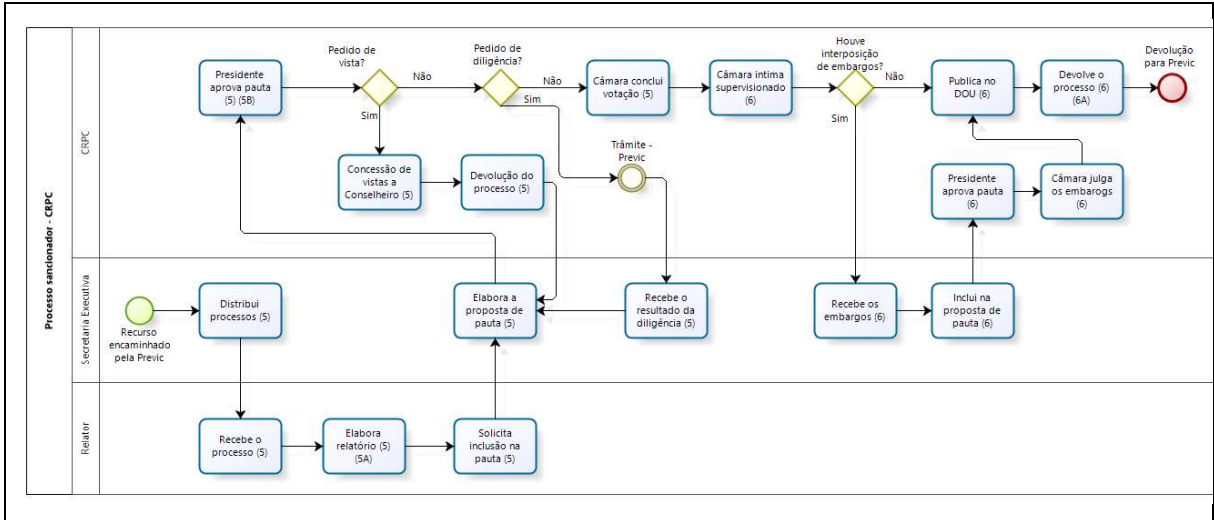 Processo sancionador - CRPC
CRPC
Presidente
aprova pauta
(5) (5B)
Pedido de
vista?
Não
Sim
Pedido de
diligência?
Não
Sim
Câmara conclui
votação (5)
Câmara intima
supervisionado
(6)
Houve
interposição
de embargos?
Não
Sim
Publica no
DOU (6)
Devolve o
processo (6)
(6A)
Devolução
para Previc
Concessão de
vistas a
Conselheiro (5)
Devolução do
processo (5)
Trâmite -
Previc
Presidente
aprova pauta
(6)
Câmara julga
os embarogs
(6)
Secretaria Executiva
Recurso
encaminhado
pela Previc
Distribui
processos (5)
Elabora a
proposta de
pauta (5)
Recebe o
resultado da
diligência (5)
Recebe os
embargos (6)
Inclui na
proposta de
pauta (6)
Relator
Recebe o
processo (5)
Elabora
relatório (5)
(5A)
Solicita
inclusão na
pauta (5)